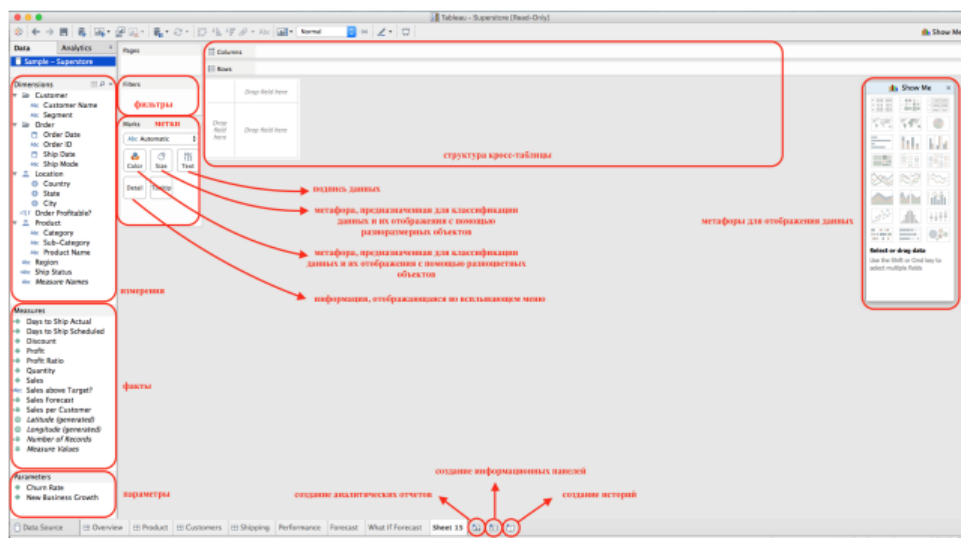 Tableau - Superstore [Read-Only]
Normal
Show Me
Data
Analytics
Sample - Superstore
Pages
Columns
Rows
Dimensions
Customer
Customer Name
Segment
Order
Order Date
Order ID
Ship Date
Ship Mode
Location
Country
State
City
Order Profitable?
Product
Category
Sub-Category
Product Name
Region
Ship Status
Measure Names
Filters
фильтры
Marks
метки
Abc Automatic
Color
Size
Text
Detail
Tooltip
Drop field here
Drop
field
here
Drop field here
структура кросс-таблицы
подпись данных
метафора, предназначенная для классификации
данных и их отображения с помощью
разноразмерных объектов
метафора, предназначенная для классификации
данных и их отображения с помощью разноцветных
объектов
информация, отображающаяся во всплывающем меню
метафоры для отображения данных
Show Me
Select or drag data
Use the Shift or Cmd key to
select multiple fields
измерения
Measures
Days to Ship Actual
Days to Ship Scheduled
Discount
Profit
Profit Ratio
Quantity
Sales
Sales above Target?
Sales Forecast
Sales per Customer
Latitude (generated)
Longitude (generated)
Number of Records
Measure Values
факты
Parameters
Churn Rate
New Business Growth
параметры
создание информационных панелей
создание аналитических отчетов
создание историй
Data Source
Overview
Product
Customers
Shipping
Performance
Forecast
What If Forecast
Sheet 15